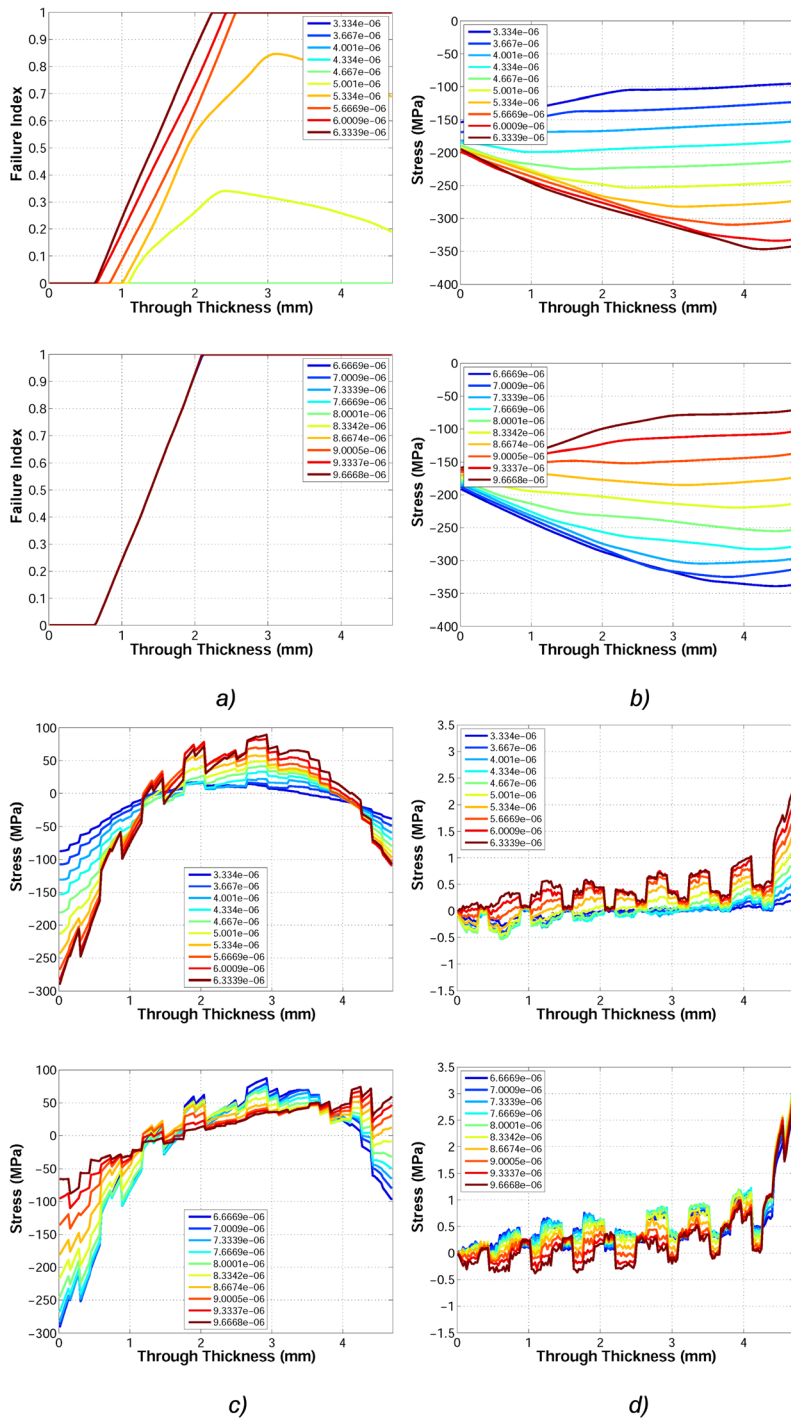 1
0.9
0.8
0.7
0.6
0.5
0.4
0.3
0.2
0.1
0
Failure Index
0 1 2 3 4
Through Thickness (mm)
3.334e-06
3.667e-06
4.001e-06
4.334e-06
4.667e-06
5.001e-06
5.334e-06
5.6669e-06
6.0009e-06
6.3339e-06
0
-50
-100
-150
-200
-250
-300
-350
-400
Stress (MPa)
0 1 2 3 4
Through Thickness (mm)
3.334e-06
3.667e-06
4.001e-06
4.334e-06
4.667e-06
5.001e-06
5.334e-06
5.6669e-06
6.0009e-06
6.3339e-06
1
0.9
0.8
0.7
0.6
0.5
0.4
0.3
0.2
0.1
0
Failure Index
0 1 2 3 4
Through Thickness (mm)
6.6669e-06
7.0009e-06
7.3339e-06
7.6669e-06
8.0001e-06
8.3342e-06
8.6674e-06
9.0005e-06
9.3337e-06
9.6668e-06
0
-50
-100
-150
-200
-250
-300
-350
-400
Stress (MPa)
0 1 2 3 4
Through Thickness (mm)
6.6669e-06
7.0009e-06
7.3339e-06
7.6669e-06
8.0001e-06
8.3342e-06
8.6674e-06
9.0005e-06
9.3337e-06
9.6668e-06
a)
b)
100
50
0
-50
-100
-150
-200
-250
-300
Stress (MPa)
0 1 2 3 4
Through Thickness (mm)
3.334e-06
3.667e-06
4.001e-06
4.334e-06
4.667e-06
5.001e-06
5.334e-06
5.6669e-06
6.0009e-06
6.3339e-06
3.5
3
2.5
2
1.5
1
0.5
0
-0.5
-1
-1.5
Stress (MPa)
0 1 2 3 4
Through Thickness (mm)
3.334e-06
3.667e-06
4.001e-06
4.334e-06
4.667e-06
5.001e-06
5.334e-06
5.6669e-06
6.0009e-06
6.3339e-06
100
50
0
-50
-100
-150
-200
-250
-300
Stress (MPa)
0 1 2 3 4
Through Thickness (mm)
6.6669e-06
7.0009e-06
7.3339e-06
7.6669e-06
8.0001e-06
8.3342e-06
8.6674e-06
9.0005e-06
9.3337e-06
9.6668e-06
3.5
3
2.5
2
1.5
1
0.5
0
-0.5
-1
-1.5
Stress (MPa)
0 1 2 3 4
Through Thickness (mm)
6.6669e-06
7.0009e-06
7.3339e-06
7.6669e-06
8.0001e-06
8.3342e-06
8.6674e-06
9.0005e-06
9.3337e-06
9.6668e-06
c)
d)